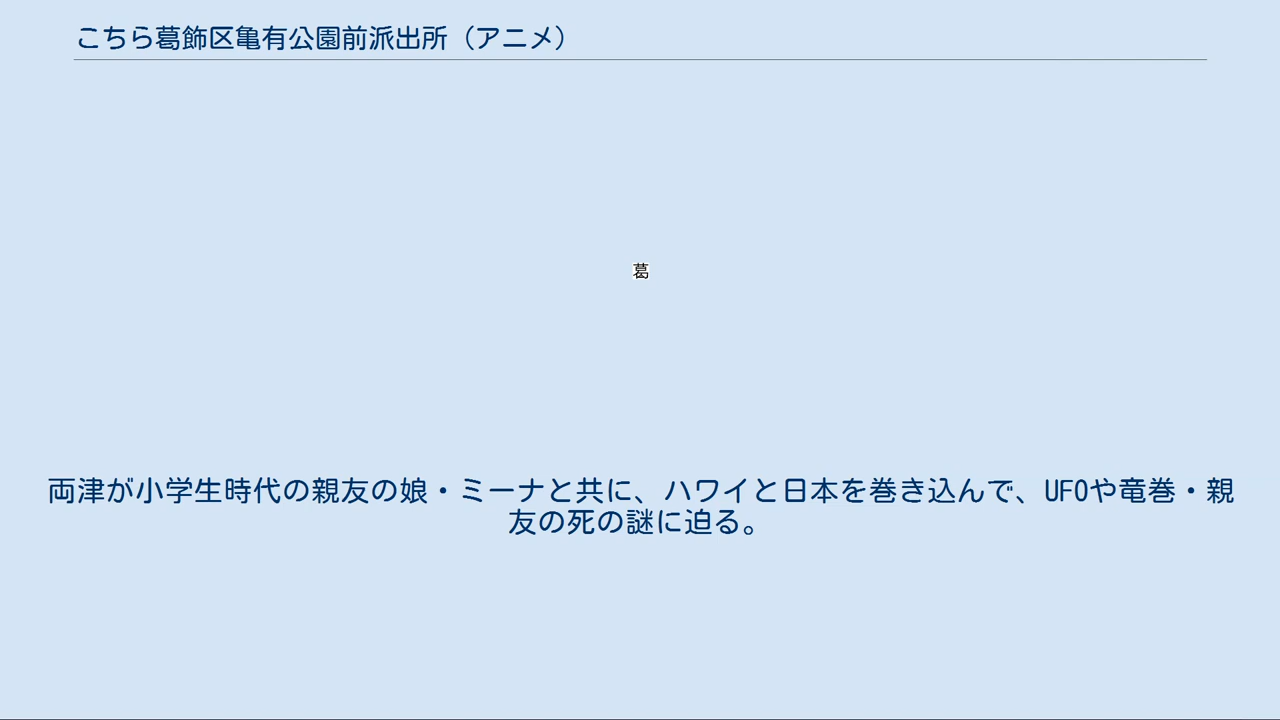 こちら葛飾区亀有公園前派出所（アニメ）
葛
両津が小学生時代の親友の娘・ミーナと共に、ハワイと日本を巻き込んで、UFOや竜巻・親
友の死の謎に迫る。